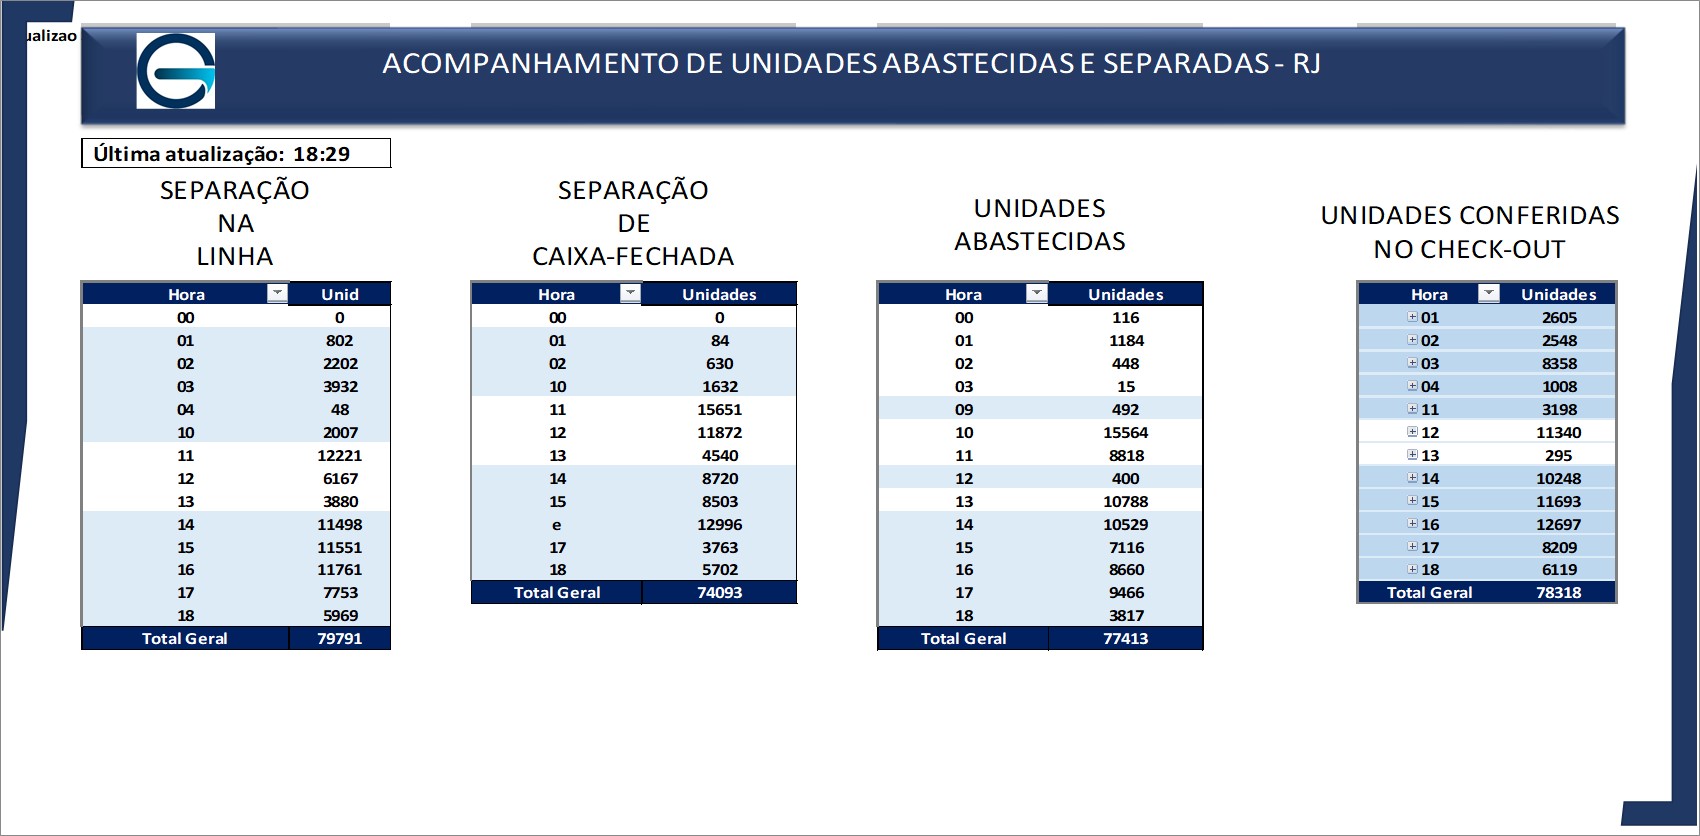 ualizao
ACOMPANHAMENTO DE UNIDADES ABASTECIDAS E SEPARADAS - RJ
Última atualização: 18:29
SEPARAÇÃO
NA
LINHA
Hora Unid
00 0
01 802
02 2202
03 3932
04 48
10 2007
11 12221
12 6167
13 3880
14 11498
15 11551
16 11761
17 7753
18 5969
Total Geral 79791
SEPARAÇÃO
DE
CAIXA-FECHADA
Hora Unidades
00 0
01 84
02 630
10 1632
11 15651
12 11872
13 4540
14 8720
15 8503
e 12996
17 3763
18 5702
Total Geral 74093
UNIDADES
ABASTECIDAS
Hora Unidades
00 116
01 1184
02 448
03 15
09 492
10 15564
11 8818
12 400
13 10788
14 10529
15 7116
16 8660
17 9466
18 3817
Total Geral 77413
UNIDADES CONFERIDAS
NO CHECK-OUT
Hora Unidades
01 2605
02 2548
03 8358
04 1008
11 3198
12 11340
13 295
14 10248
15 11693
16 12697
17 8209
18 6119
Total Geral 78318